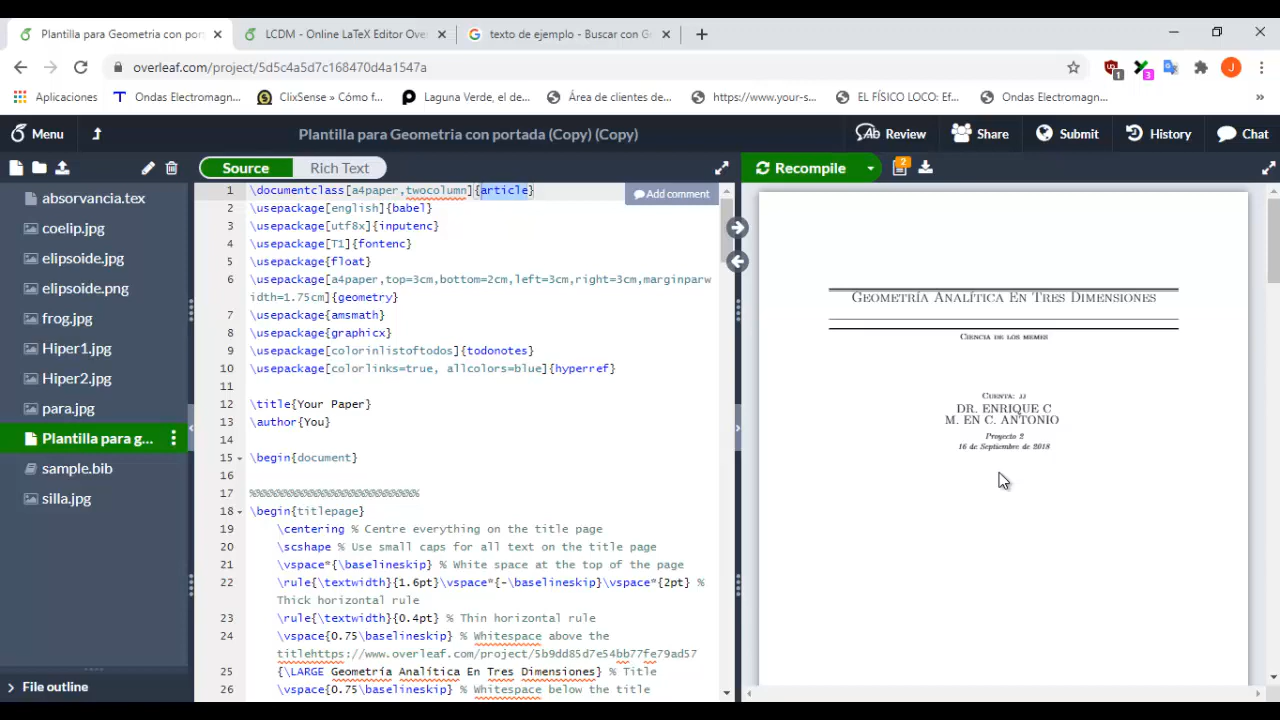 Plantilla para Geometria con por
LCDM - Online LaTeX Editor Over
texto de ejemplo - Buscar con Go
overleaf.com/project/5d5c4a5d7c168470d4a1547a
1
3
J
Aplicaciones
Ondas Electromagn...
ClixSense » Cómo f...
Laguna Verde, el de...
Área de clientes de...
https://www.your-s...
EL FÍSICO LOCO: Ef...
Ondas Electromagn...
»
Menu
Plantilla para Geometria con portada (Copy) (Copy)
Review
Share
Submit
History
Chat
Source
Rich Text
Recompile
2
absorvancia.tex
coelip.jpg
elipsoide.jpg
elipsoide.png
frog.jpg
Hiper1.jpg
Hiper2.jpg
para.jpg
Plantilla para g...
sample.bib
silla.jpg
File outline
Add comment
1 \documentclass[a4paper,twocolumn]{article}
2 \usepackage[english]{babel}
3 \usepackage[utf8x]{inputenc}
4 \usepackage[T1]{fontenc}
5 \usepackage{float}
6 \usepackage[a4paper,top=3cm,bottom=2cm,left=3cm,right=3cm,marginparw
idth=1.75cm]{geometry}
7 \usepackage{amsmath}
8 \usepackage{graphicx}
9 \usepackage[colorinlistoftodos]{todonotes}
10 \usepackage[colorlinks=true, allcolors=blue]{hyperref}
11
12 \title{Your Paper}
13 \author{You}
14
15 \begin{document}
16
17 %%%%%%%%%%%%%%%%%%%%%%%%%
18 \begin{titlepage}
19 \centering % Centre everything on the title page
20 \scshape % Use small caps for all text on the title page
21 \vspace*{\baselineskip} % White space at the top of the page
22 \rule{\textwidth}{1.6pt}\vspace*{-\baselineskip}\vspace*{2pt} %
Thick horizontal rule
23 \rule{\textwidth}{0.4pt} % Thin horizontal rule
24 \vspace{0.75\baselineskip} % Whitespace above the
titlehttps://www.overleaf.com/project/5b9dd85d7e54bb77fe79ad57
25 {\LARGE Geometría Analítica En Tres Dimensiones} % Title
26 \vspace{0.75\baselineskip} % Whitespace below the title
Geometría Analítica En Tres Dimensiones
Ciencia de los memes
Cuenta: 11
DR. ENRIQUE C
M. EN C. ANTONIO
Proyecto 2
16 de Septiembre de 2018